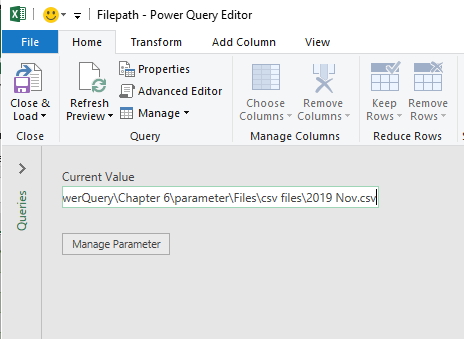 Filepath - Power Query Editor
File Home Transform Add Column View
Close & Load
Refresh Preview
Properties
Advanced Editor
Manage
Choose Columns
Remove Columns
Keep Rows
Remove Rows
Close Query Manage Columns Reduce Rows
Queries
Current Value
werQuery\Chapter 6\parameter\Files\csv files\2019 Nov.csv
Manage Parameter